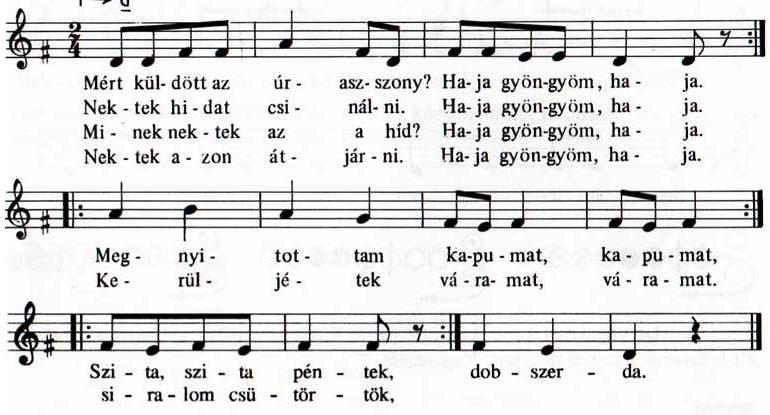 2
4
Mért kül-dött az úr- asz-szony? Ha-ja gyön-gyöm, ha - ja.
Nek-tek hi-dat csi - nál-ni. Ha-ja gyön-gyöm, ha - ja.
Mi - nek nek-tek az a híd? Ha-ja gyön-gyöm, ha - ja.
Nek-tek a-zon át- jár-ni. Ha-ja gyön-gyöm, ha - ja.
Meg - nyi - tot - tam ka-pu-mat, ka-pu-mat,
Ke - rül - jé - tek vá-ra-mat, vá-ra-mat.
Szi - ta, szi - ta pén - tek, dob - szer - da.
si - ra - lom csü - tör - tök,